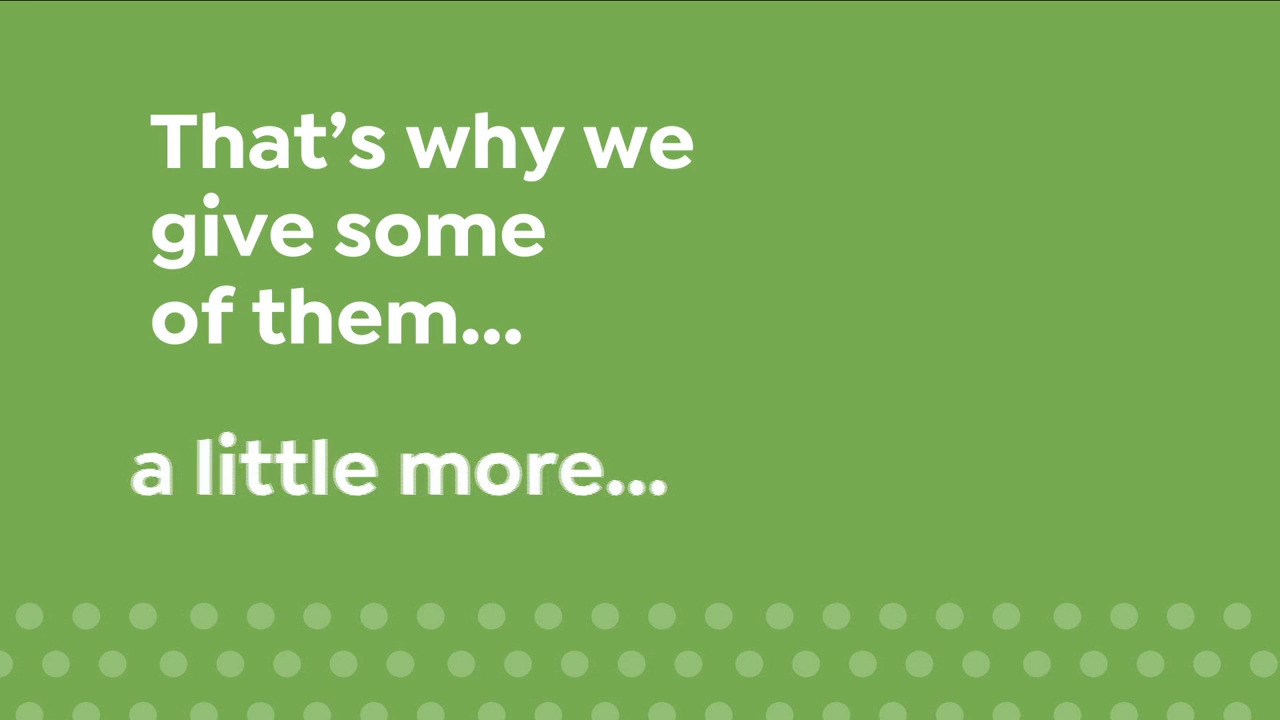 That’s why we
give some
of them...
a little more...